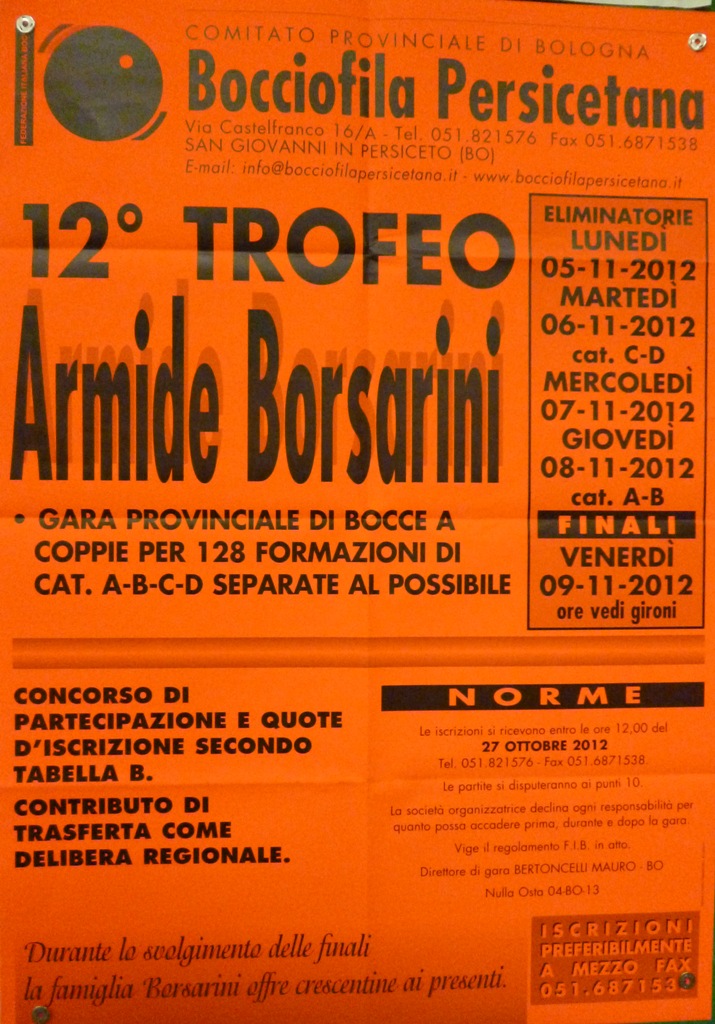 FEDERAZIONE ITALIANA BOCCE
COMITATO PROVINCIALE DI BOLOGNA
Bocciofila Persicetana
Via Castelfranco 16/A - Tel. 051.821576 Fax 051.6871538
SAN GIOVANNI IN PERSICETO (BO)
E-mail: info@bocciofilapersicetana.it - www.bocciofilapersicetana.it
12° TROFEO
Armide Borsarini
• GARA PROVINCIALE DI BOCCE A
COPPIE PER 128 FORMAZIONI DI
CAT. A-B-C-D SEPARATE AL POSSIBILE
ELIMINATORIE
LUNEDÌ
05-11-2012
MARTEDÌ
06-11-2012
cat. C-D
MERCOLEDÌ
07-11-2012
GIOVEDÌ
08-11-2012
cat. A-B
FINALI
VENERDÌ
09-11-2012
ore vedi gironi
CONCORSO DI
PARTECIPAZIONE E QUOTE
D'ISCRIZIONE SECONDO
TABELLA B.
CONTRIBUTO DI
TRASFERTA COME
DELIBERA REGIONALE.
NORME
Le iscrizioni si ricevono entro le ore 12,00 del
27 OTTOBRE 2012
Tel. 051.821576 - Fax 051.6871538.
Le partite si disputeranno ai punti 10.
La società organizzatrice declina ogni responsabilità per
quanto possa accadere prima, durante e dopo la gara.
Vige il regolamento F.I.B. in atto.
Direttore di gara BERTONCELLI MAURO - BO
Nulla Osta 04-BO-13
Durante lo svolgimento delle finali
la famiglia Borsarini offre crescentine ai presenti.
ISCRIZIONI
PREFERIBILMENTE
A MEZZO FAX
051.687153